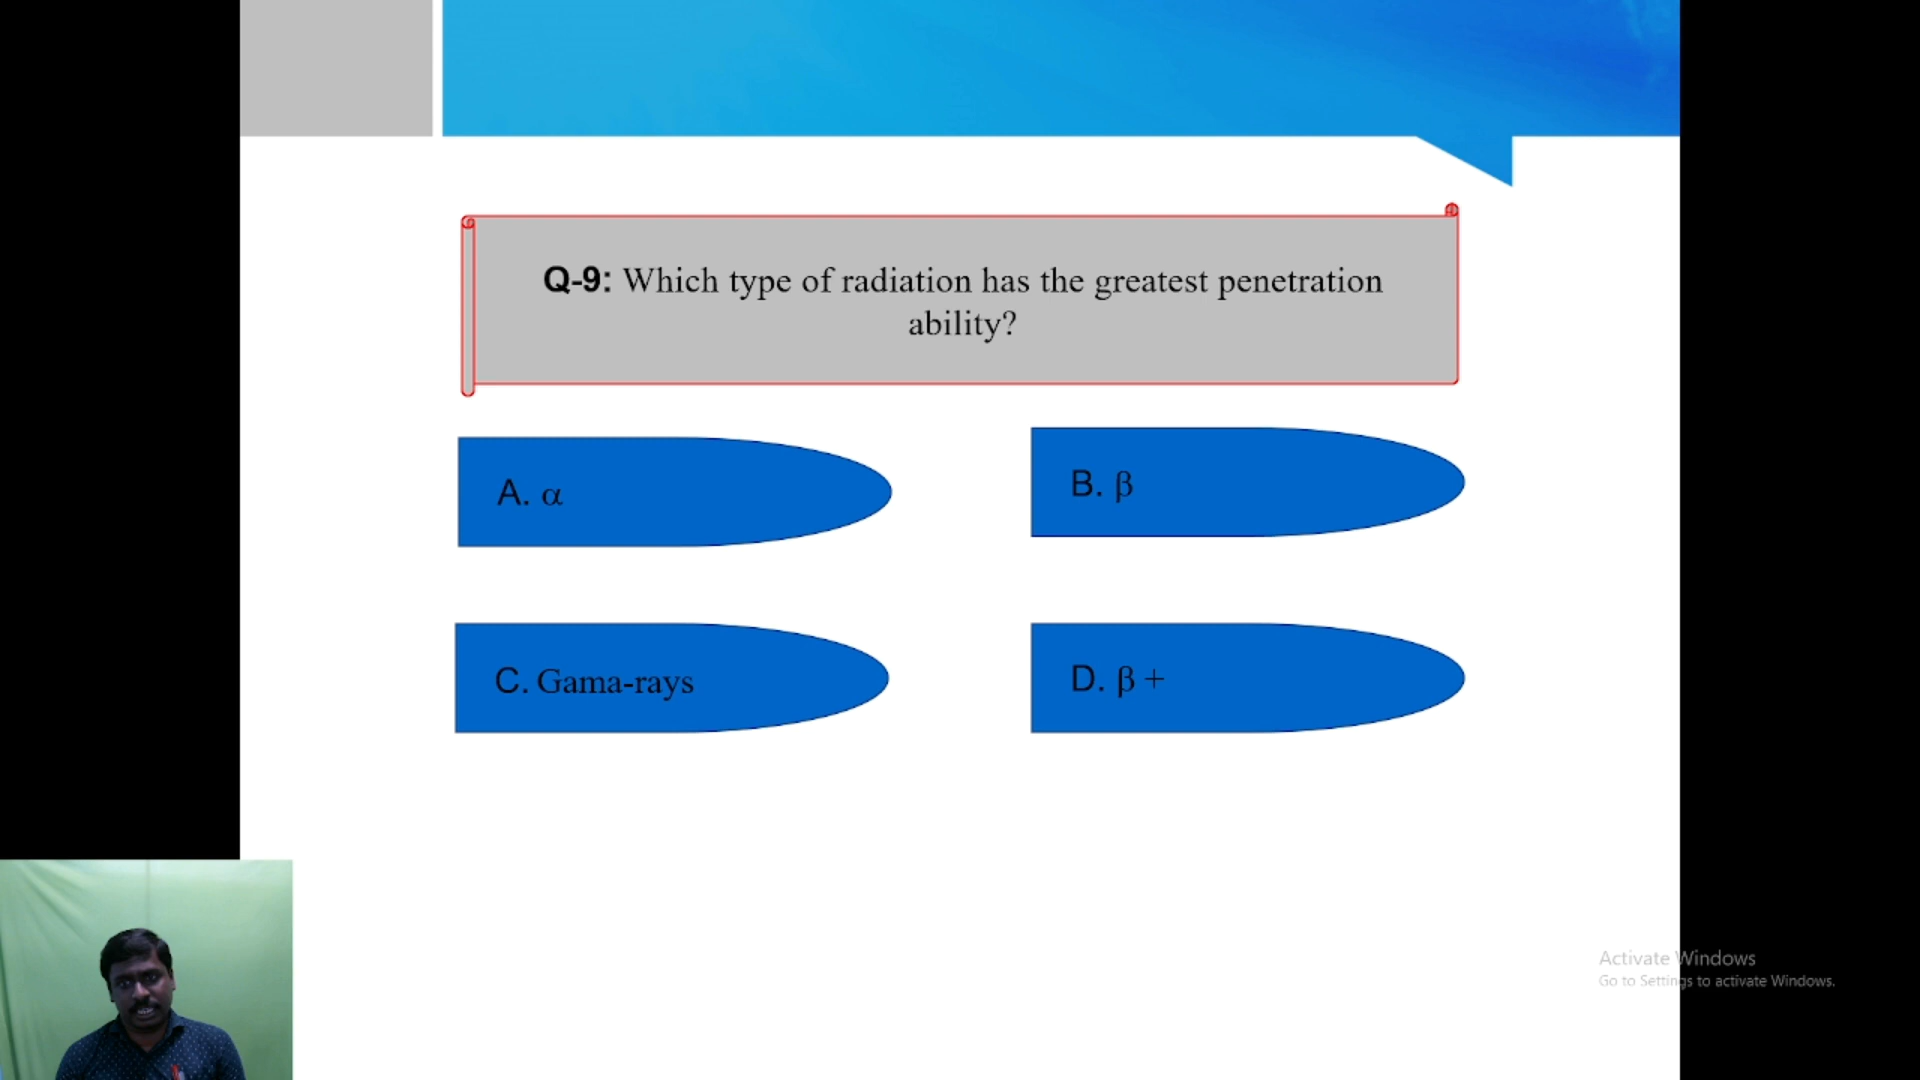 Q-9: Which type of radiation has the greatest penetration
ability?
A. α
B. β
C. Gama-rays
D. β +
Activate Windows
Go to Settings to activate Windows.